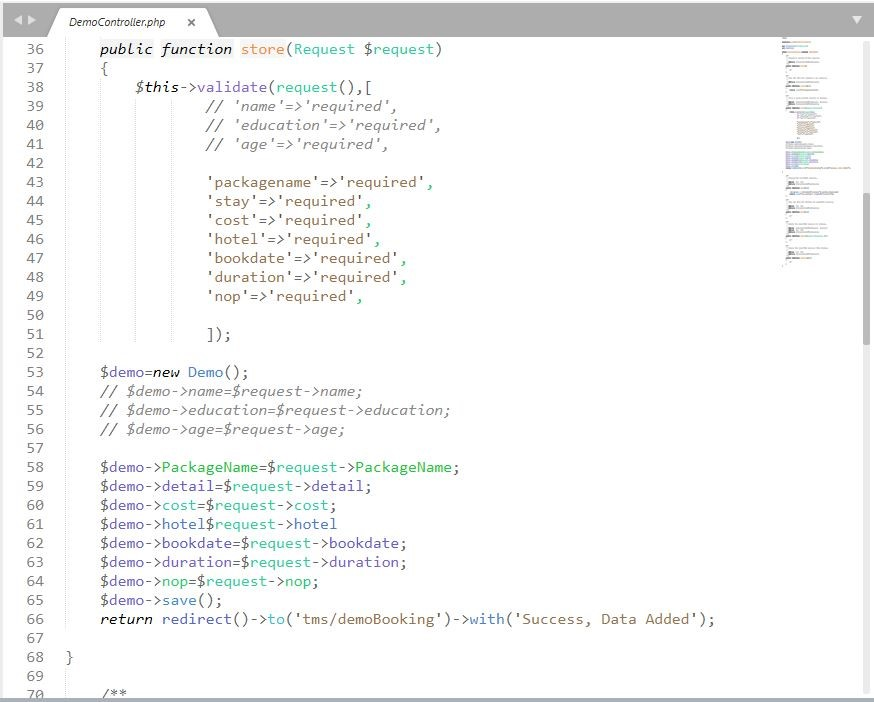 DemoController.php ×
36 public function store(Request $request)
37 {
38 $this->validate(request(),[
39 // 'name'=>'required',
40 // 'education'=>'required',
41 // 'age'=>'required',
42
43 'packagename'=>'required',
44 'stay'=>'required',
45 'cost'=>'required',
46 'hotel'=>'required',
47 'bookdate'=>'required',
48 'duration'=>'required',
49 'nop'=>'required',
50
51 ]);
52
53 $demo=new Demo();
54 // $demo->name=$request->name;
55 // $demo->education=$request->education;
56 // $demo->age=$request->age;
57
58 $demo->PackageName=$request->PackageName;
59 $demo->detail=$request->detail;
60 $demo->cost=$request->cost;
61 $demo->hotel$request->hotel
62 $demo->bookdate=$request->bookdate;
63 $demo->duration=$request->duration;
64 $demo->nop=$request->nop;
65 $demo->save();
66 return redirect()->to('tms/demoBooking')->with('Success, Data Added');
67
68 }
69
70 /**